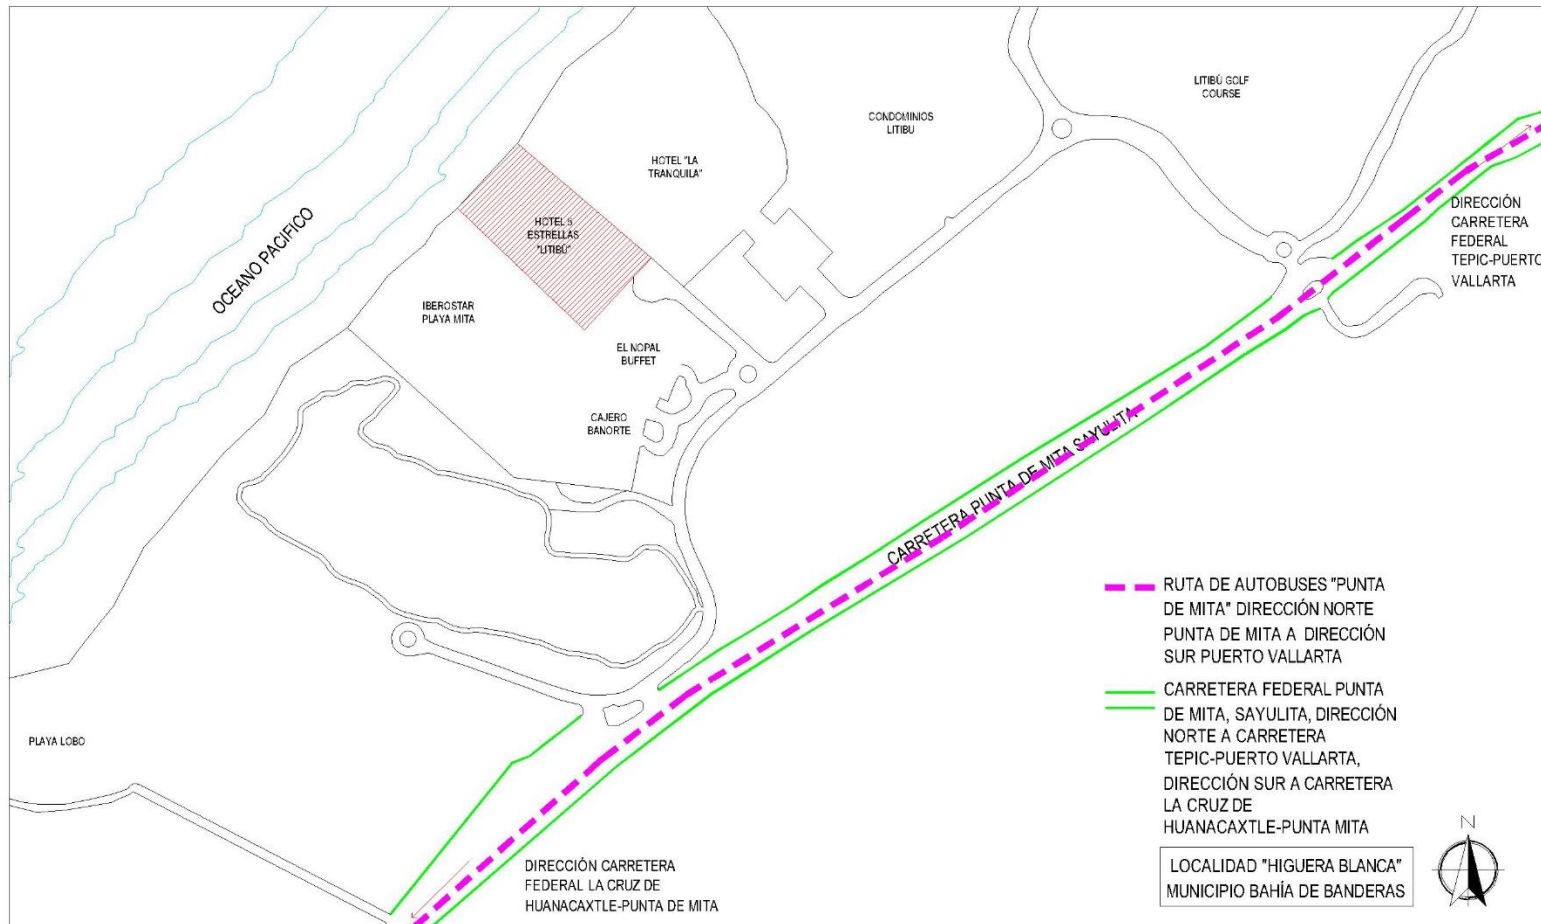 LITIBÚ GOLF
COURSE
CONDOMINIOS
LITIBU
HOTEL "LA
TRANQUILA"
HOTEL 5
ESTRELLAS
"LITIBÚ"
OCEANO PACIFICO
DIRECCIÓN
CARRETERA
FEDERAL
TEPIC-PUERTO
VALLARTA
IBEROSTAR
PLAYA MITA
EL NOPAL
BUFFET
CAJERO
BANORTE
CARRETERA PUNTA DE MITA SAYULITA
RUTA DE AUTOBUSES "PUNTA
DE MITA" DIRECCIÓN NORTE
PUNTA DE MITA A DIRECCIÓN
SUR PUERTO VALLARTA
CARRETERA FEDERAL PUNTA
DE MITA, SAYULITA, DIRECCIÓN
NORTE A CARRETERA
TEPIC-PUERTO VALLARTA,
DIRECCIÓN SUR A CARRETERA
LA CRUZ DE
HUANACAXTLE-PUNTA MITA
PLAYA LOBO
DIRECCIÓN CARRETERA
FEDERAL LA CRUZ DE
HUANACAXTLE-PUNTA DE MITA
N
LOCALIDAD "HIGUERA BLANCA"
MUNICIPIO BAHÍA DE BANDERAS